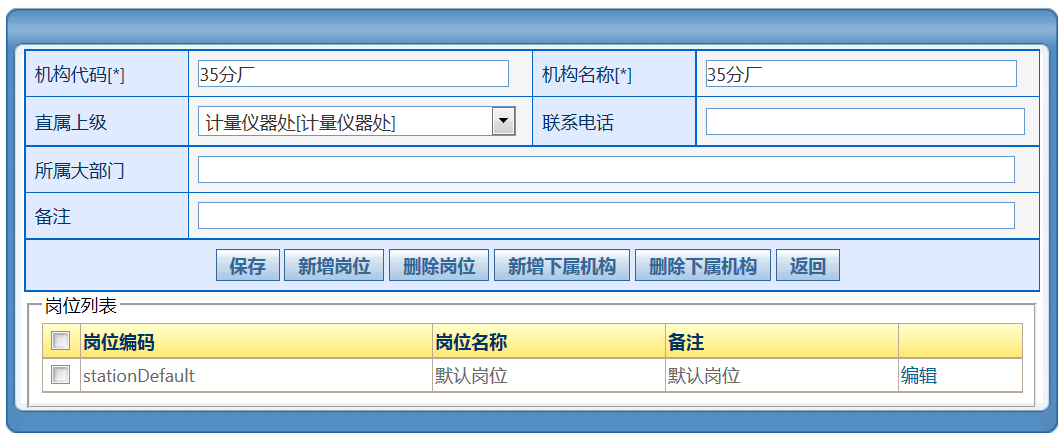 机构代码[*] 35分厂 机构名称[*] 35分厂
直属上级 计量仪器处[计量仪器处] 联系电话
所属大部门
备注
保存 新增岗位 删除岗位 新增下属机构 删除下属机构 返回
岗位列表
岗位编码 岗位名称 备注
stationDefault 默认岗位 默认岗位 编辑